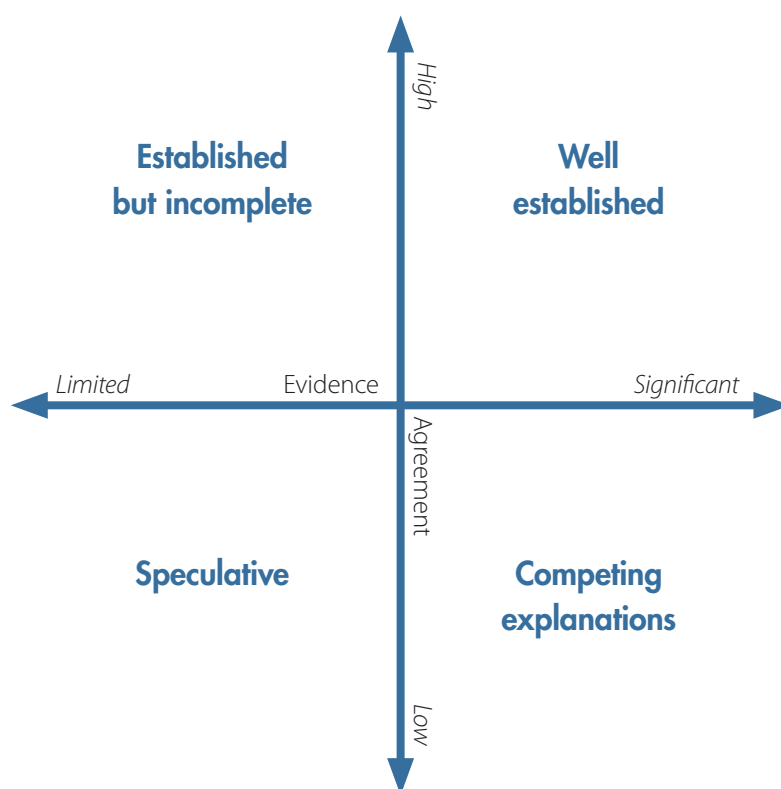 High
Established
but incomplete
Well
established
Limited
Evidence
Significant
Agreement
Speculative
Competing
explanations
Low